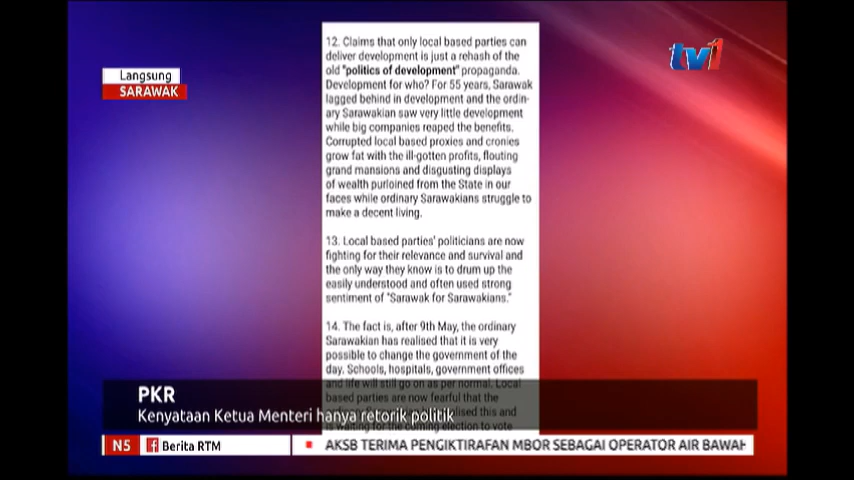 12. Claims that only local based parties can
deliver development is just a rehash of the
old "politics of development" propaganda.
Development for who? For 55 years, Sarawak
lagged behind in development and the ordin-
ary Sarawakian saw very little development
while big companies reaped the benefits.
Corrupted local based proxies and cronies
grow fat with the ill-gotten profits, flouting
grand mansions and disgusting displays
of wealth purloined from the State in our
faces while ordinary Sarawakians struggle to
make a decent living.
13. Local based parties' politicians are now
fighting for their relevance and survival and
the only way they know is to drum up the
easily understood and often used strong
sentiment of "Sarawak for Sarawakians."
14. The fact is, after 9th May, the ordinary
Sarawakian has realised that it is very
possible to change the government of the
day. Schools, hospitals, government offices
and life will still go on as per normal. Local
based parties are now fearful that the
ised this and
is waiting for the coming election to vote
tv1
Langsung
SARAWAK
PKR
Kenyataan Ketua Menteri hanya retorik politik
N5
Berita RTM
AKSB TERIMA PENGIKTIRAFAN MBOR SEBAGAI OPERATOR AIR BAWAH